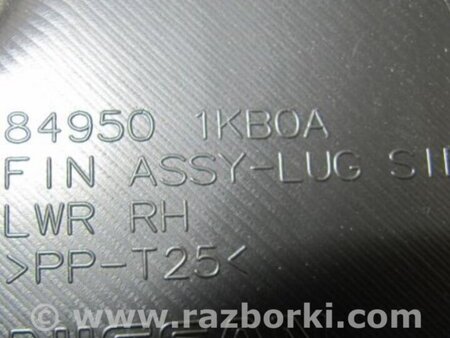 84950 1KB0A
FIN ASSY-LUG
LWR RH
>PP-T25<
www.razborki.com